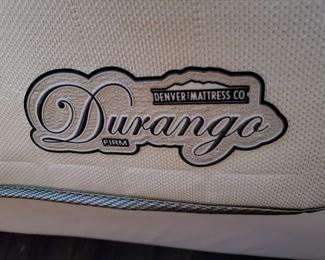 DENVER MATTRESS CO
Durango
FIRM